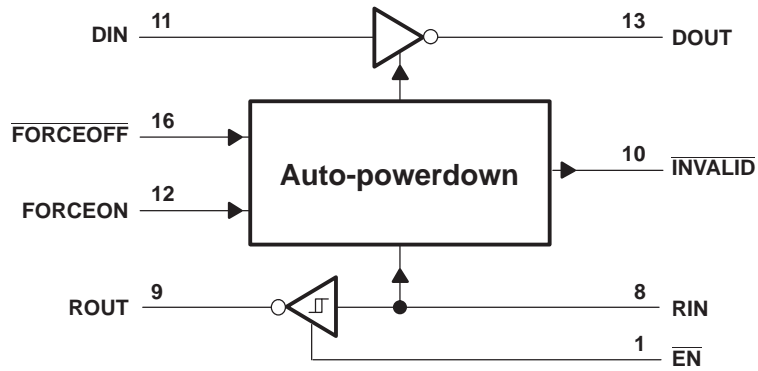 DIN 11 13 DOUT
FORCEOFF 16
10 INVALID
Auto-powerdown
12
FORCEON
ROUT 9 8 RIN
1 EN